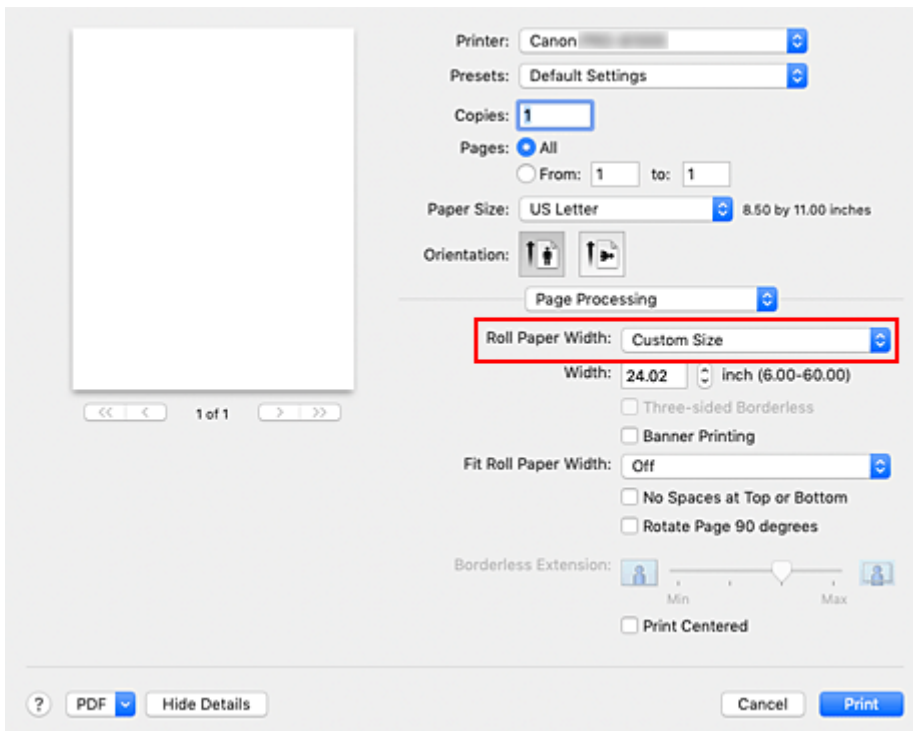 Printer: Canon
Presets: Default Settings
Copies: 1
Pages: All
From: 1 to: 1
Paper Size: US Letter 8.50 by 11.00 inches
Orientation:
Page Processing
Roll Paper Width: Custom Size
Width: 24.02 inch (6.00-60.00)
Three-sided Borderless
Banner Printing
Fit Roll Paper Width: Off
No Spaces at Top or Bottom
Rotate Page 90 degrees
Borderless Extension:
Min Max
Print Centered
<< < 1 of 1 > >>
? PDF Hide Details Cancel Print